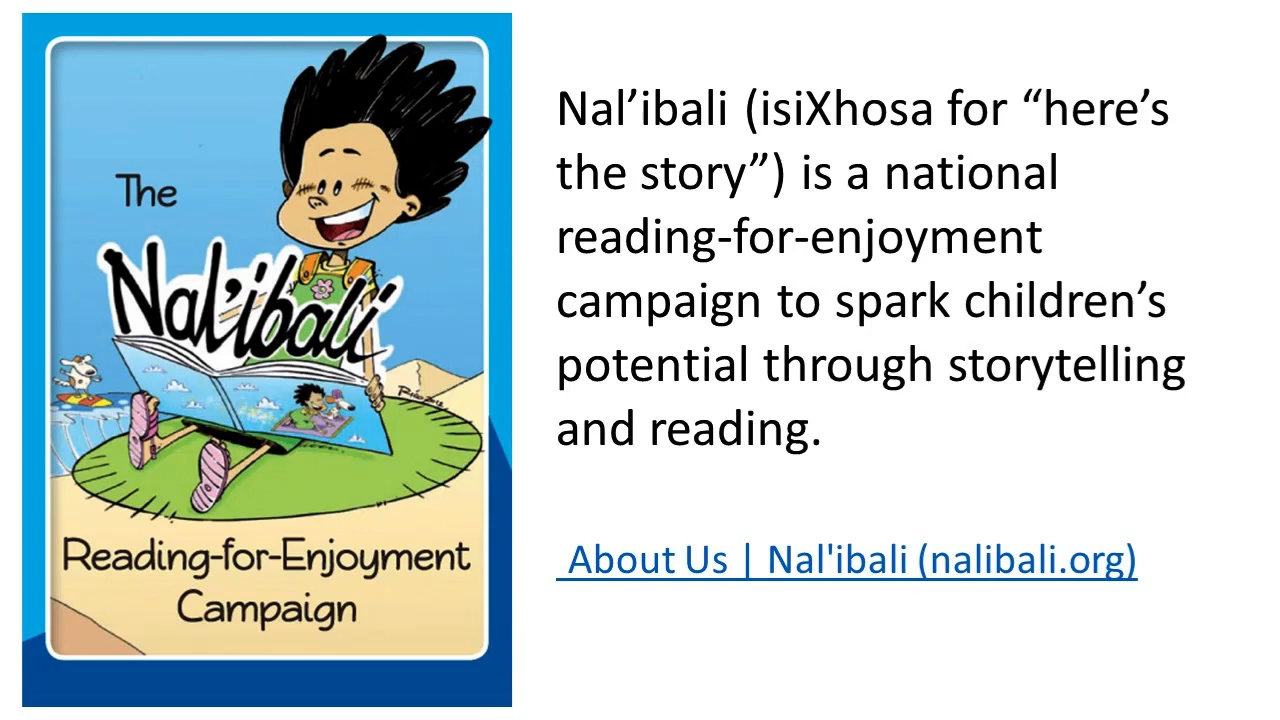 The
Nal'ibali
Reading-for-Enjoyment
Campaign
Nal’ibali (isiXhosa for “here’s
the story”) is a national
reading-for-enjoyment
campaign to spark children’s
potential through storytelling
and reading.
About Us | Nal'ibali (nalibali.org)